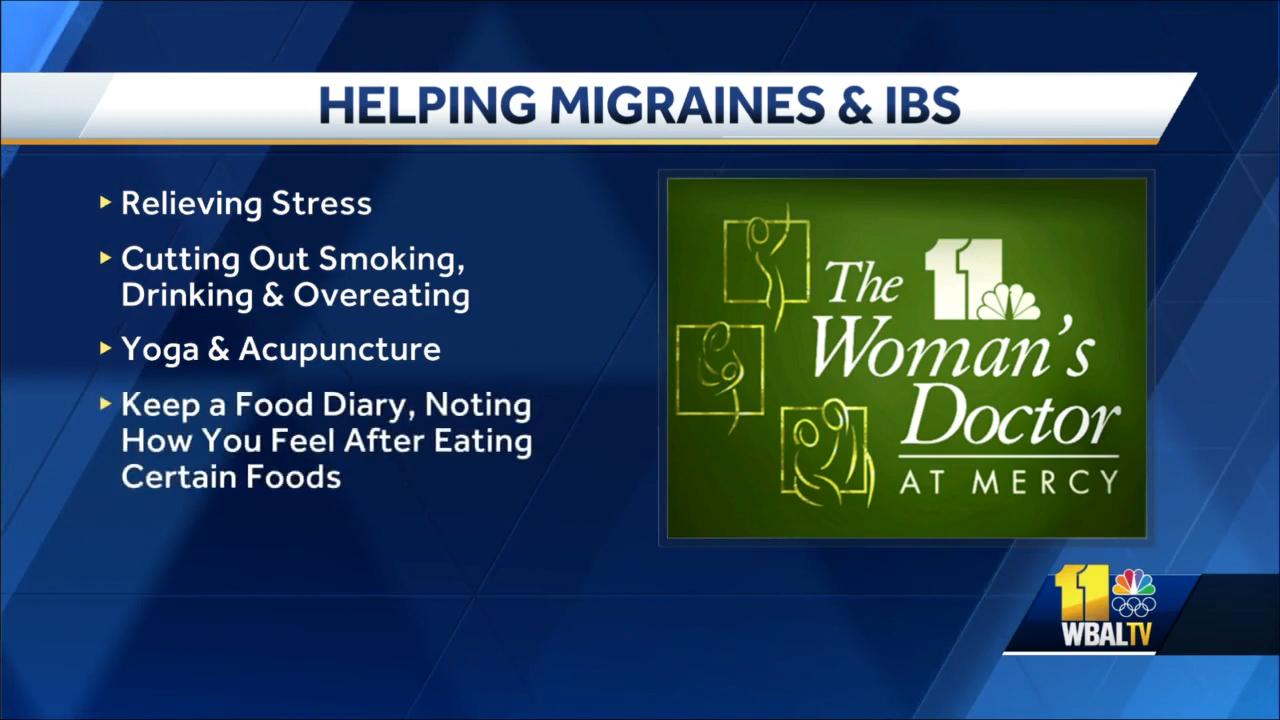 HELPING MIGRAINES & IBS
Relieving Stress
Cutting Out Smoking,
Drinking & Overeating
Yoga & Acupuncture
Keep a Food Diary, Noting
How You Feel After Eating
Certain Foods
11
The
Woman's
Doctor
AT MERCY
11
WBALTV